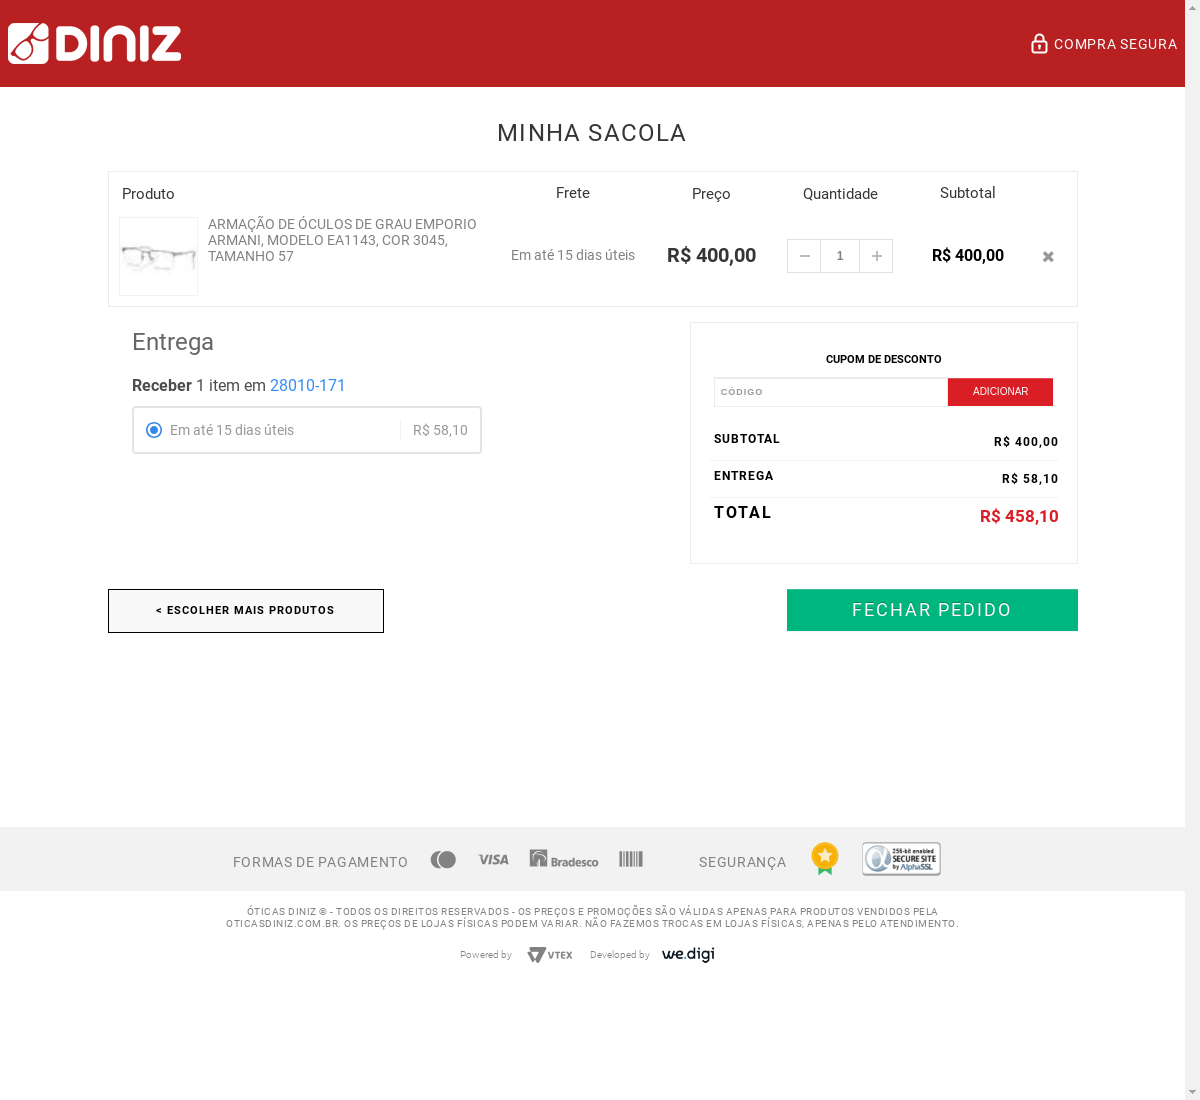 DINIZ
COMPRA SEGURA
MINHA SACOLA
Produto Frete Preço Quantidade Subtotal
ARMAÇÃO DE ÓCULOS DE GRAU EMPORIO
ARMANI, MODELO EA1143, COR 3045,
TAMANHO 57
Em até 15 dias úteis R$ 400,00 1 R$ 400,00
Entrega
Receber 1 item em 28010-171
Em até 15 dias úteis R$ 58,10
CUPOM DE DESCONTO
CÓDIGO ADICIONAR
SUBTOTAL R$ 400,00
ENTREGA R$ 58,10
TOTAL R$ 458,10
< ESCOLHER MAIS PRODUTOS
FECHAR PEDIDO
FORMAS DE PAGAMENTO VISA Bradesco SEGURANÇA
256-bit enabled
SECURE SITE
by AlphaSSL
ÓTICAS DINIZ ® - TODOS OS DIREITOS RESERVADOS - OS PREÇOS E PROMOÇÕES SÃO VÁLIDAS APENAS PARA PRODUTOS VENDIDOS PELA
OTICASDINIZ.COM.BR. OS PREÇOS DE LOJAS FÍSICAS PODEM VARIAR. NÃO FAZEMOS TROCAS EM LOJAS FÍSICAS, APENAS PELO ATENDIMENTO.
Powered by VTEX Developed by we.digi